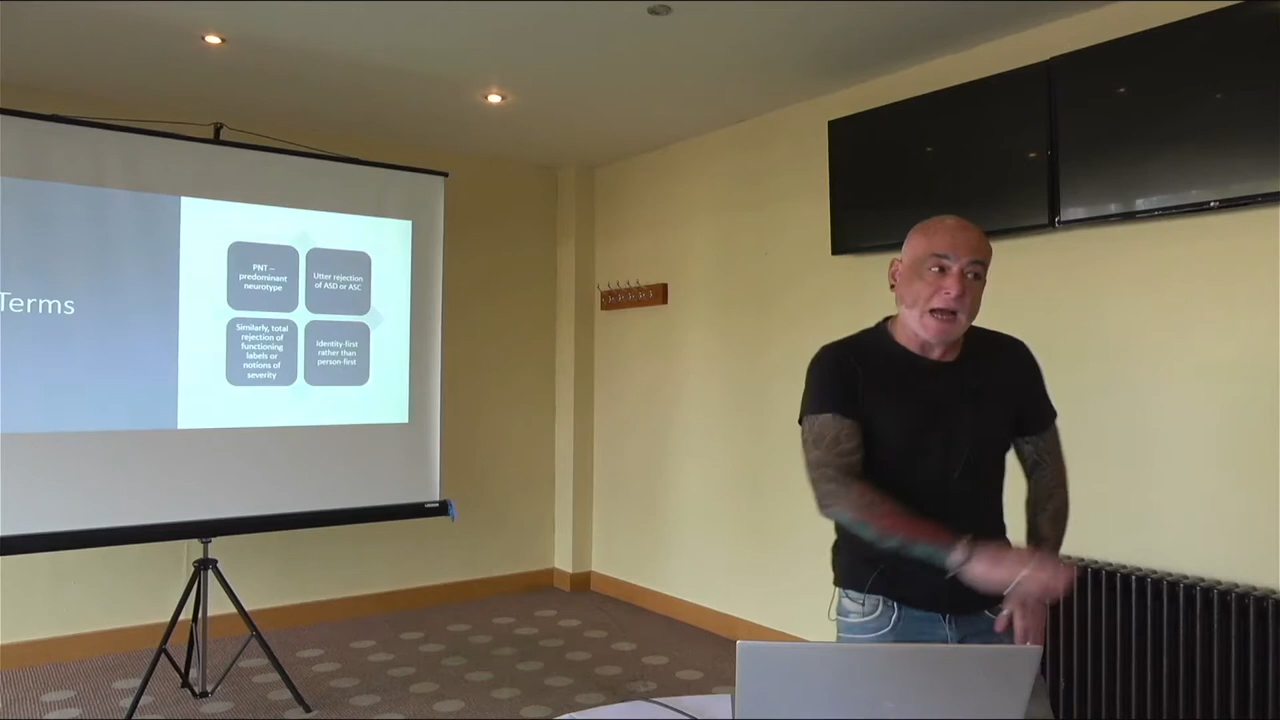 Terms
PNT –
predominant
neurotype
Utter rejection
of ASD or ASC
Similarly, total
rejection of
functioning
labels or
notions of
severity
Identity-first
rather than
person-first